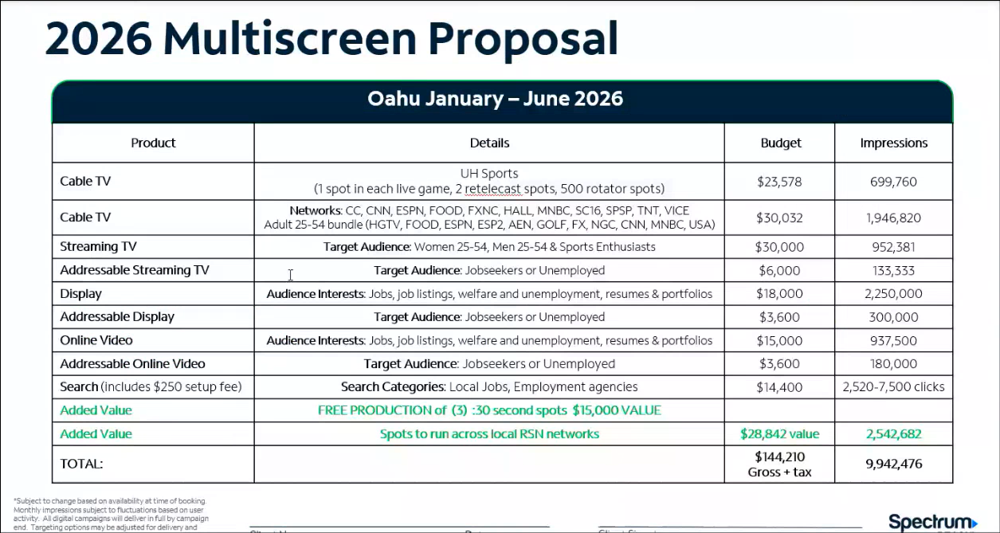 2026 Multiscreen Proposal
Oahu January – June 2026
Product Details Budget Impressions
Cable TV UH Sports (1 spot in each live game, 2 retelecast spots, 500 rotator spots) $23,578 699,760
Cable TV Networks: CC, CNN, ESPN, FOOD, FXNC, HALL, MNBC, SC16, SPSP, TNT, VICE Adult 25-54 bundle (HGTV, FOOD, ESPN, ESP2, AEN, GOLF, FX, NGC, CNN, MNBC, USA) $30,032 1,946,820
Streaming TV Target Audience: Women 25-54, Men 25-54 & Sports Enthusiasts $30,000 952,381
Addressable Streaming TV Target Audience: Jobseekers or Unemployed $6,000 133,333
Display Audience Interests: Jobs, job listings, welfare and unemployment, resumes & portfolios $18,000 2,250,000
Addressable Display Target Audience: Jobseekers or Unemployed $3,600 300,000
Online Video Audience Interests: Jobs, job listings, welfare and unemployment, resumes & portfolios $15,000 937,500
Addressable Online Video Target Audience: Jobseekers or Unemployed $3,600 180,000
Search (includes $250 setup fee) Search Categories: Local Jobs, Employment agencies $14,400 2,520-7,500 clicks
Added Value FREE PRODUCTION of (3) :30 second spots $15,000 VALUE
Added Value Spots to run across local RSN networks $28,842 value 2,542,682
TOTAL: $144,210 Gross + tax 9,942,476
*Subject to change based on availability at time of booking.
Monthly impressions subject to fluctuations based on user
activity. All digital campaigns will deliver in full by campaign
end. Targeting options may be adjusted for delivery and
Spectrum